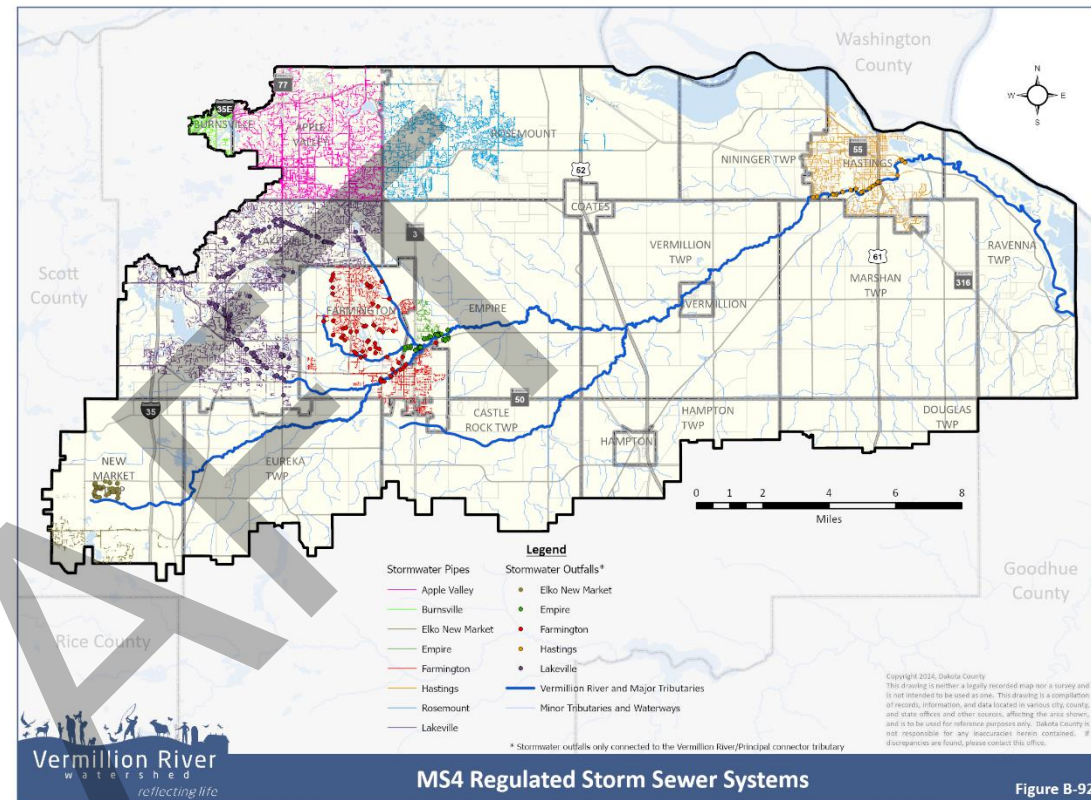 Washington
County
N
W E
S
77
35E
BURNSVILLE
APPLE
VALLEY
ROSEMOUNT
52
NININGER TWP
55
HASTINGS
COATES
LAKEVILLE
3
VERMILLION
TWP
61
MARSHAN
TWP
RAVENNA
TWP
316
Scott
County
FARMINGTON
EMPIRE
VERMILLION
35
50
CASTLE
ROCK TWP
HAMPTON
TWP
DOUGLAS
TWP
HAMPTON
NEW
MARKET
EUREKA
TWP
0 1 2 4 6 8
Miles
Goodhue
County
Rice County
Legend
Stormwater Pipes
Apple Valley
Burnsville
Elko New Market
Empire
Farmington
Hastings
Rosemount
Lakeville
Stormwater Outfalls*
Elko New Market
Empire
Farmington
Hastings
Lakeville
Vermillion River and Major Tributaries
Minor Tributaries and Waterways
* Stormwater outfalls only connected to the Vermillion River/Principal connector tributary
Copyright 2024, Dakota County
This drawing is neither a legally recorded map nor a survey and
is not intended to be used as one. This drawing is a compilation
of records, information, and data located in various city, county,
and state offices and other sources, affecting the area shown,
and is to be used for reference purposes only. Dakota County is
not responsible for any inaccuracies herein contained. If
discrepancies are found, please contact this office.
Vermillion River
watershed
reflecting life
MS4 Regulated Storm Sewer Systems
Figure B-92